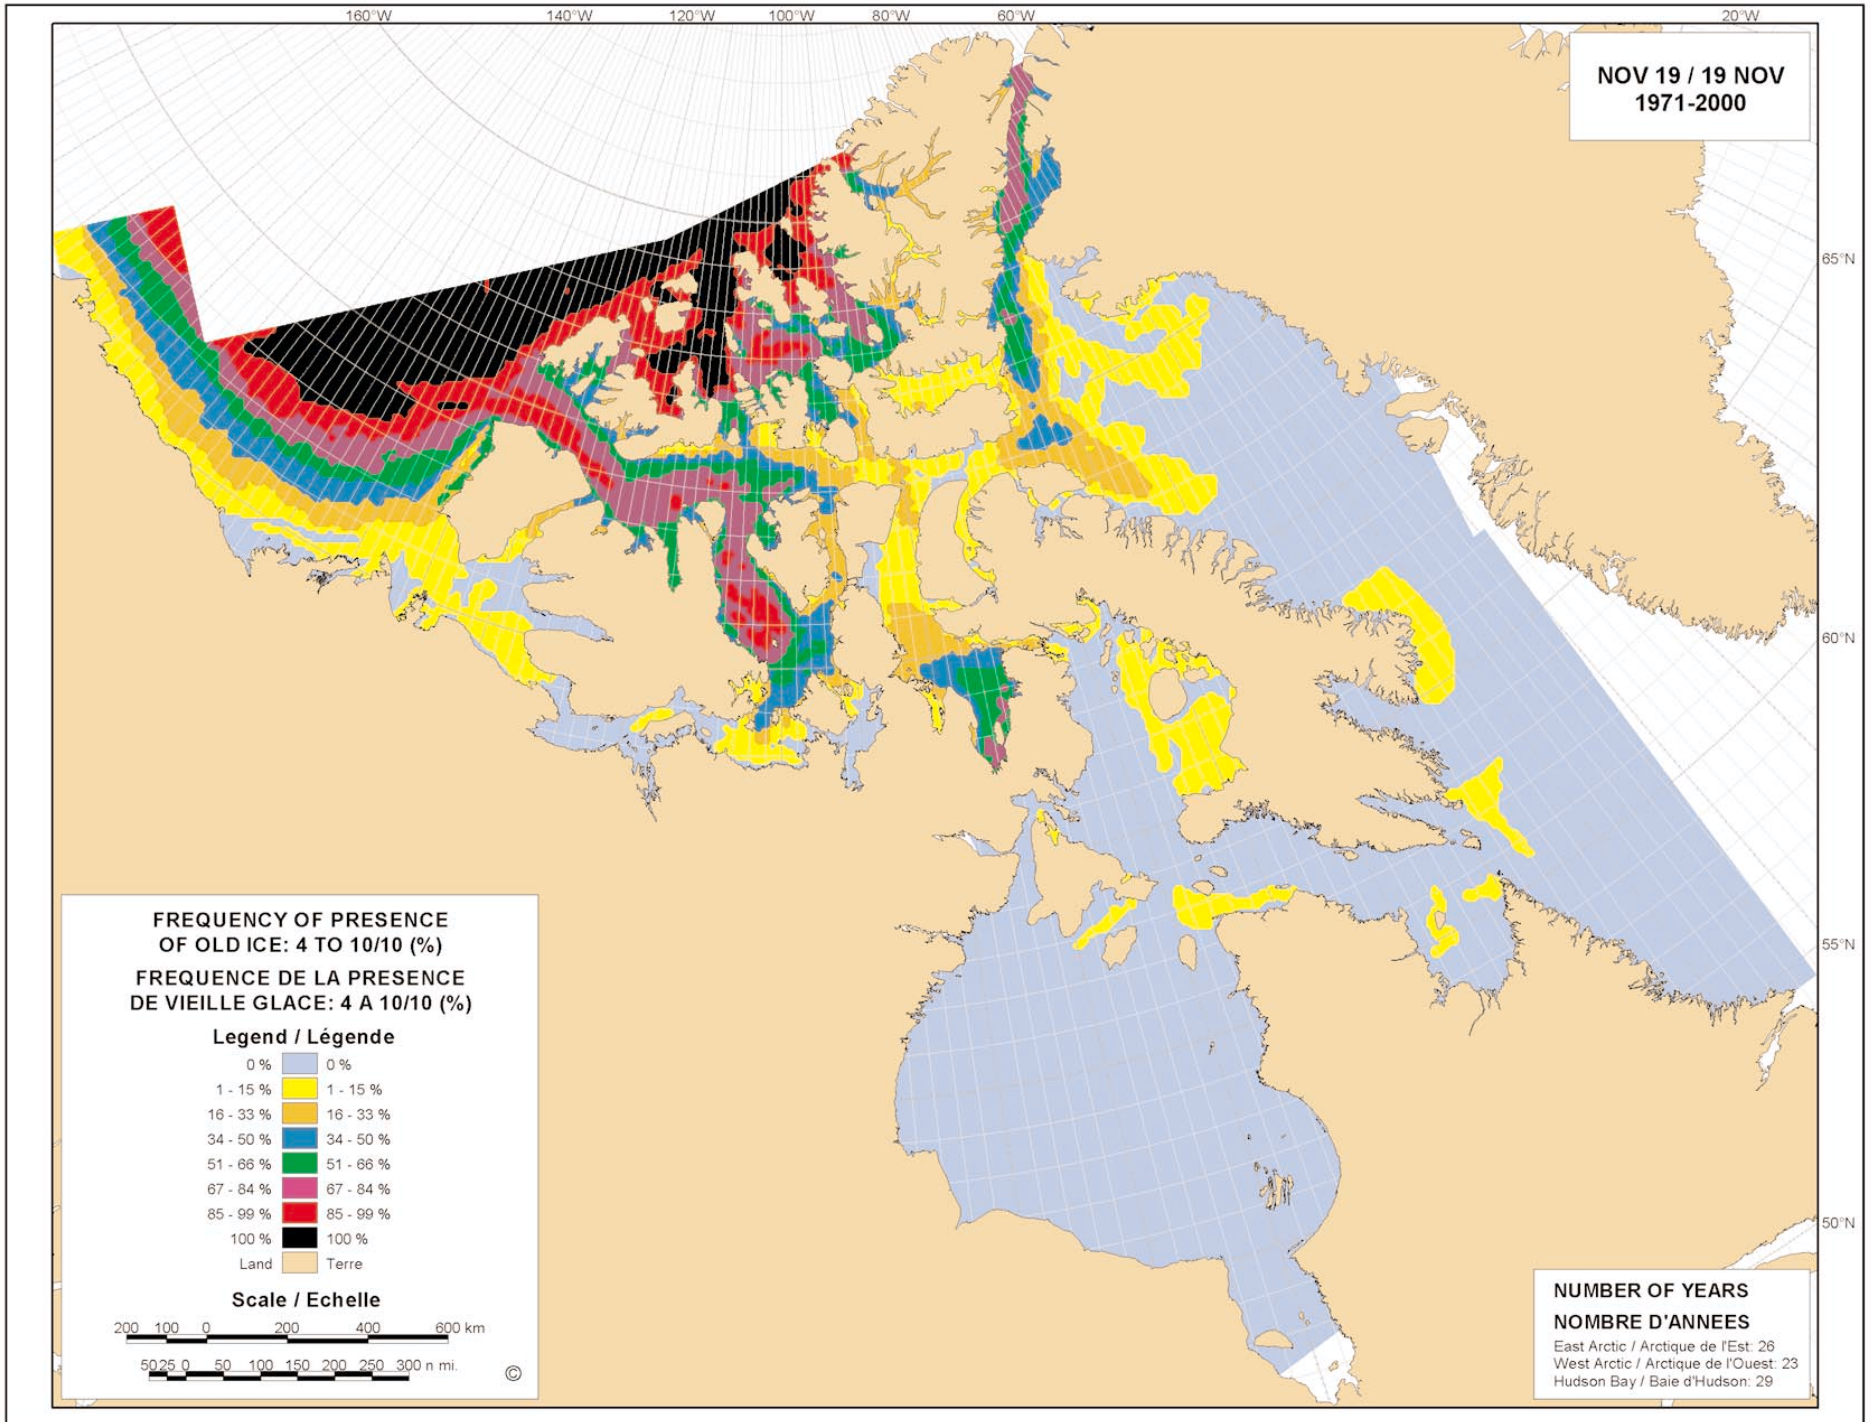 160°W 140°W 120°W 100°W 80°W 60°W 20°W
NOV 19 / 19 NOV
1971-2000
65°N
60°N
55°N
50°N
FREQUENCY OF PRESENCE
OF OLD ICE: 4 TO 10/10 (%)
FREQUENCE DE LA PRESENCE
DE VIEILLE GLACE: 4 A 10/10 (%)
Legend / Légende
0 % 0 %
1 - 15 % 1 - 15 %
16 - 33 % 16 - 33 %
34 - 50 % 34 - 50 %
51 - 66 % 51 - 66 %
67 - 84 % 67 - 84 %
85 - 99 % 85 - 99 %
100 % 100 %
Land Terre
Scale / Echelle
200 100 0 200 400 600 km
50 25 0 50 100 150 200 250 300 n mi.
©
NUMBER OF YEARS
NOMBRE D'ANNEES
East Arctic / Arctique de l'Est: 26
West Arctic / Arctique de l'Ouest: 23
Hudson Bay / Baie d'Hudson: 29